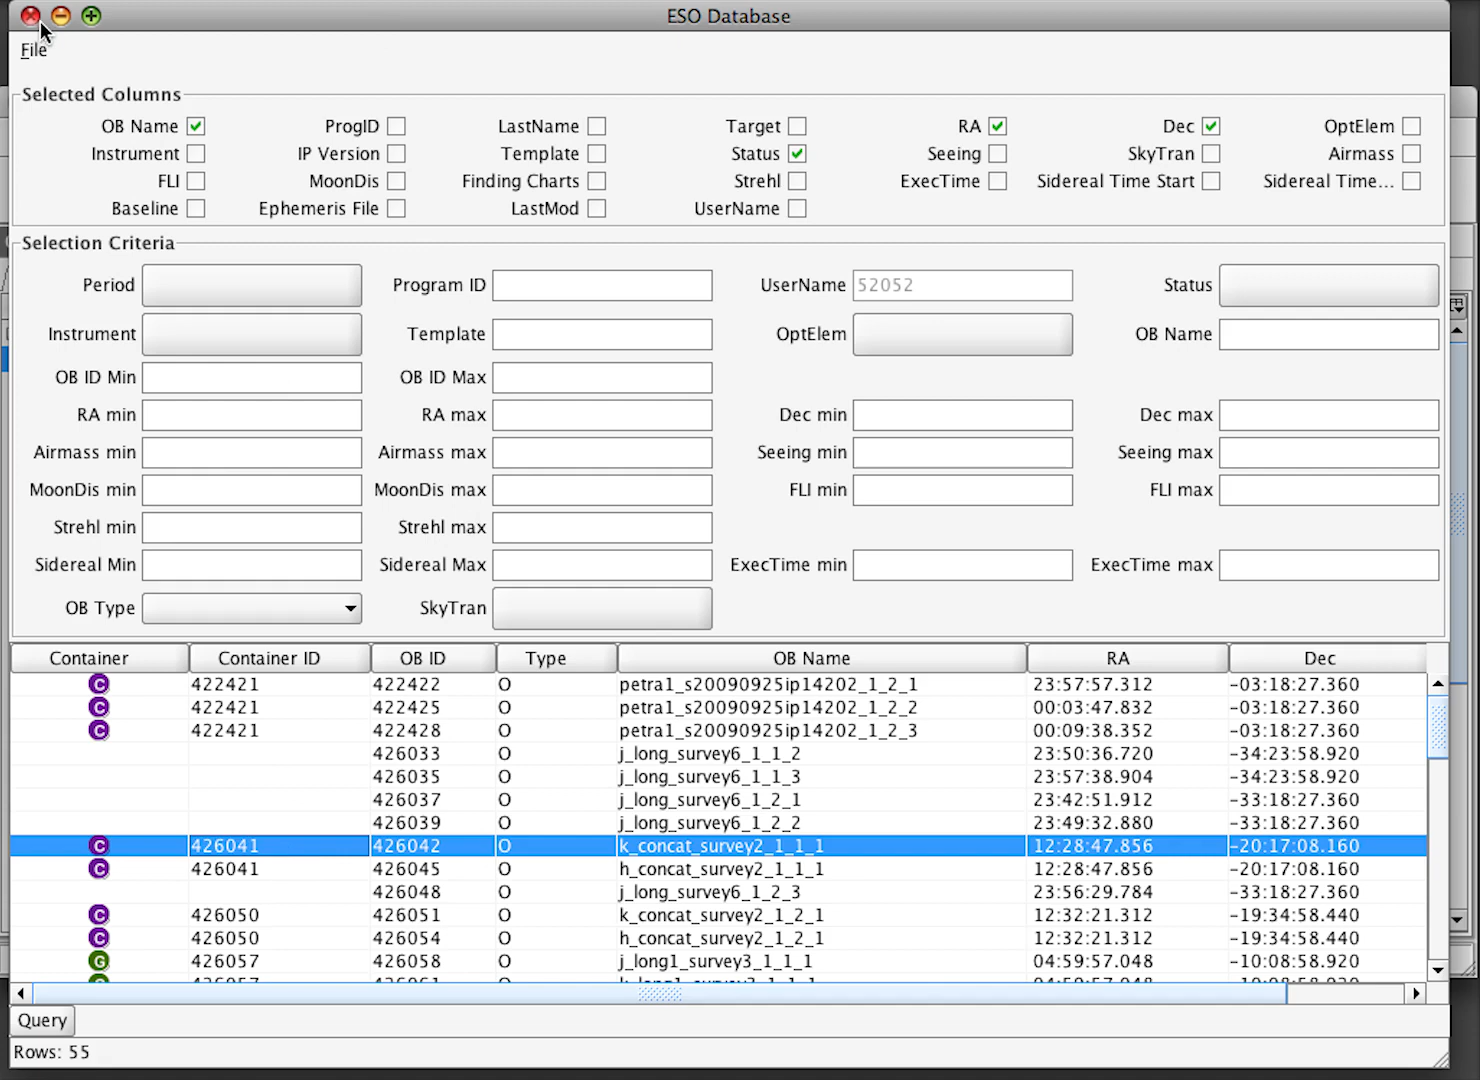 ESO Database
File
Selected Columns
OB Name ProgID LastName Target RA Dec OptElem
Instrument IP Version Template Status Seeing SkyTran Airmass
FLI MoonDis Finding Charts Strehl ExecTime Sidereal Time Start Sidereal Time...
Baseline Ephemeris File LastMod UserName
Selection Criteria
Period Program ID UserName 52052 Status
Instrument Template OptElem OB Name
OB ID Min OB ID Max
RA min RA max Dec min Dec max
Airmass min Airmass max Seeing min Seeing max
MoonDis min MoonDis max FLI min FLI max
Strehl min Strehl max
Sidereal Min Sidereal Max ExecTime min ExecTime max
OB Type SkyTran
Container Container ID OB ID Type OB Name RA Dec
C 422421 422422 O petra1_s20090925ip14202_1_2_1 23:57:57.312 -03:18:27.360
C 422421 422425 O petra1_s20090925ip14202_1_2_2 00:03:47.832 -03:18:27.360
C 422421 422428 O petra1_s20090925ip14202_1_2_3 00:09:38.352 -03:18:27.360
426033 O j_long_survey6_1_1_2 23:50:36.720 -34:23:58.920
426035 O j_long_survey6_1_1_3 23:57:38.904 -34:23:58.920
426037 O j_long_survey6_1_2_1 23:42:51.912 -33:18:27.360
426039 O j_long_survey6_1_2_2 23:49:32.880 -33:18:27.360
C 426041 426042 O k_concat_survey2_1_1_1 12:28:47.856 -20:17:08.160
C 426041 426045 O h_concat_survey2_1_1_1 12:28:47.856 -20:17:08.160
426048 O j_long_survey6_1_2_3 23:56:29.784 -33:18:27.360
C 426050 426051 O k_concat_survey2_1_2_1 12:32:21.312 -19:34:58.440
C 426050 426054 O h_concat_survey2_1_2_1 12:32:21.312 -19:34:58.440
G 426057 426058 O j_long1_survey3_1_1_1 04:59:57.048 -10:08:58.920
Query
Rows: 55